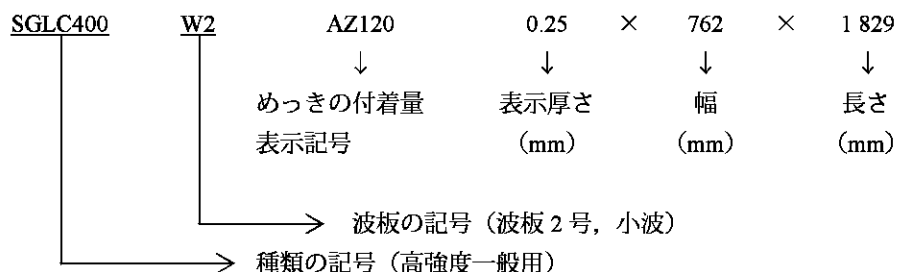 SGLC400 W2 AZ120 0.25 × 762 × 1 829
↓ ↓ ↓ ↓
めっきの付着量 表示厚さ 幅 長さ
表示記号 (mm) (mm) (mm)
波板の記号(波板2号,小波)
種類の記号(高強度一般用)